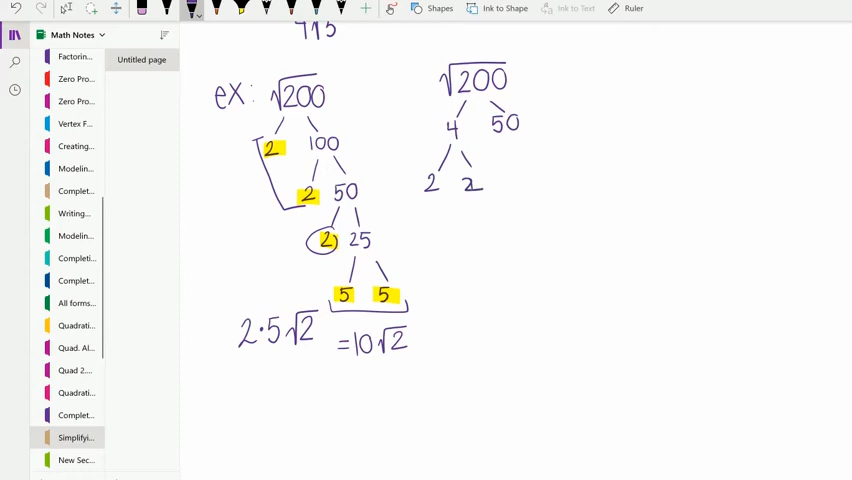 Shapes Ink to Shape Ink to Text Ruler
Math Notes
Untitled page
Factorin...
Zero Pro...
Zero Pro...
Vertex F...
Creating...
Modelin...
Complet...
Writing...
Modelin...
Completi...
Complet...
All forms...
Quadrati...
Quad. Al...
Quad 2....
Quadrati...
Complet...
Simplifyi...
New Sec...
ex: √200
2 100
2 50
2 25
5 5
2·5√2 =10√2
√200
4 50
2 2